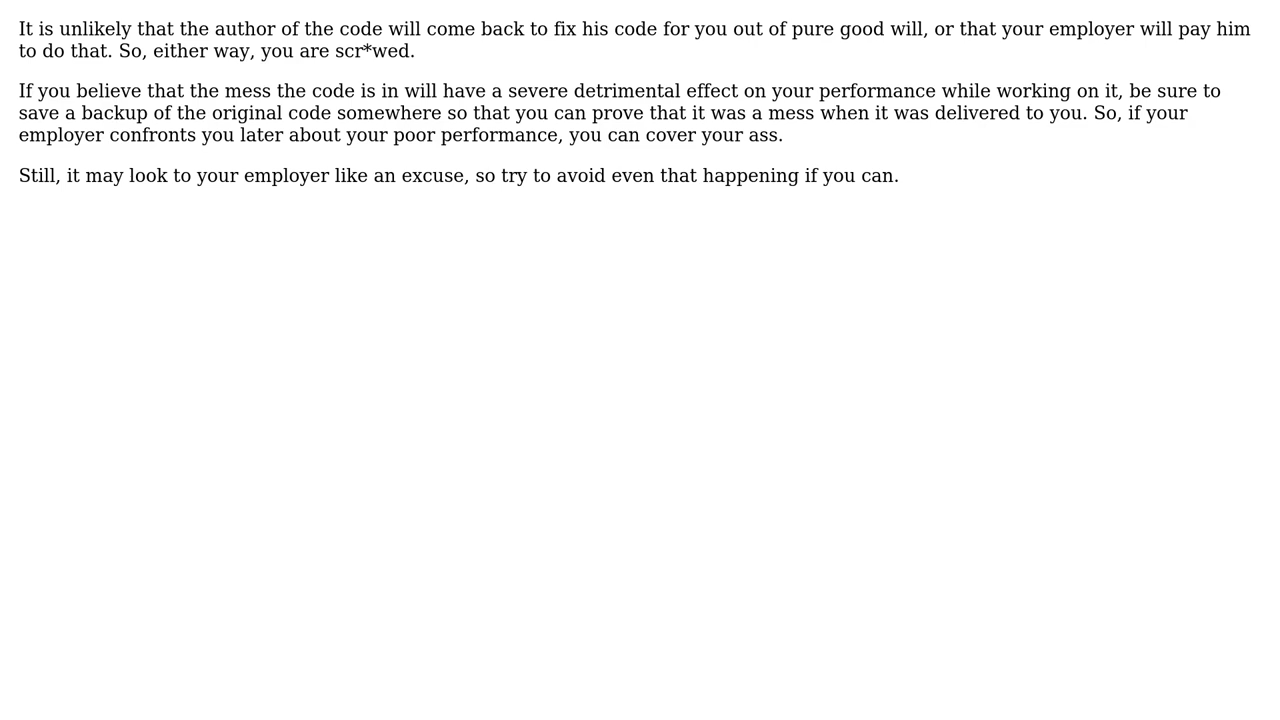 It is unlikely that the author of the code will come back to fix his code for you out of pure good will, or that your employer will pay him
to do that. So, either way, you are scr*wed.
If you believe that the mess the code is in will have a severe detrimental effect on your performance while working on it, be sure to
save a backup of the original code somewhere so that you can prove that it was a mess when it was delivered to you. So, if your
employer confronts you later about your poor performance, you can cover your ass.
Still, it may look to your employer like an excuse, so try to avoid even that happening if you can.